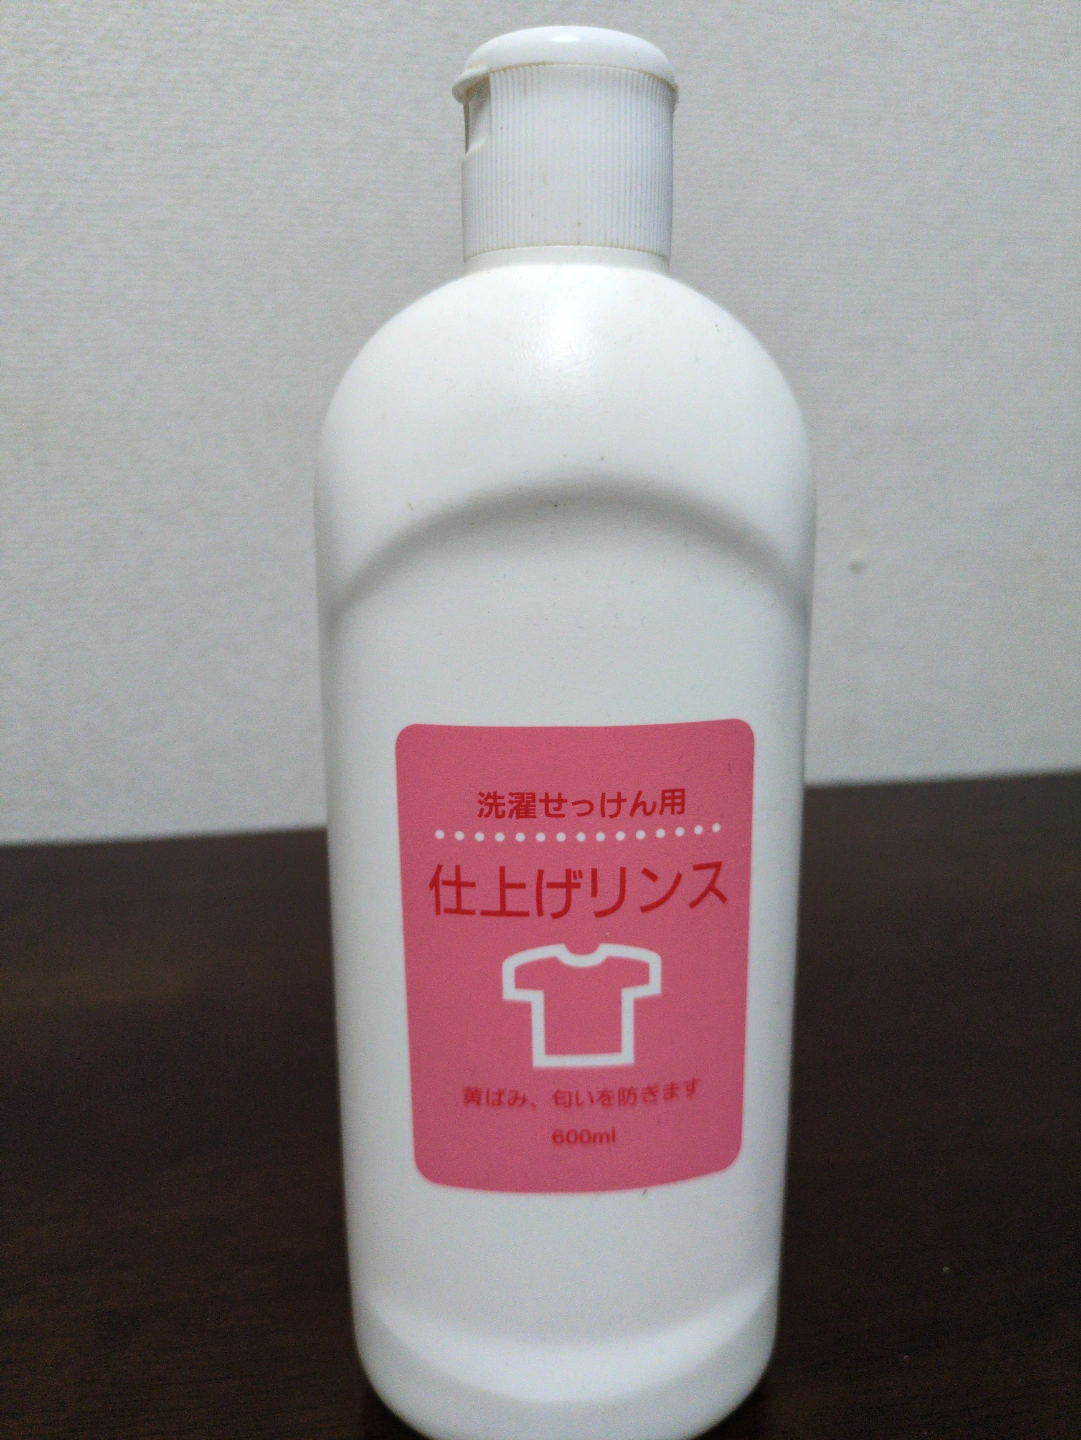 洗濯せっけん用
仕上げリンス
黄ばみ、匂いを防ぎます
600ml